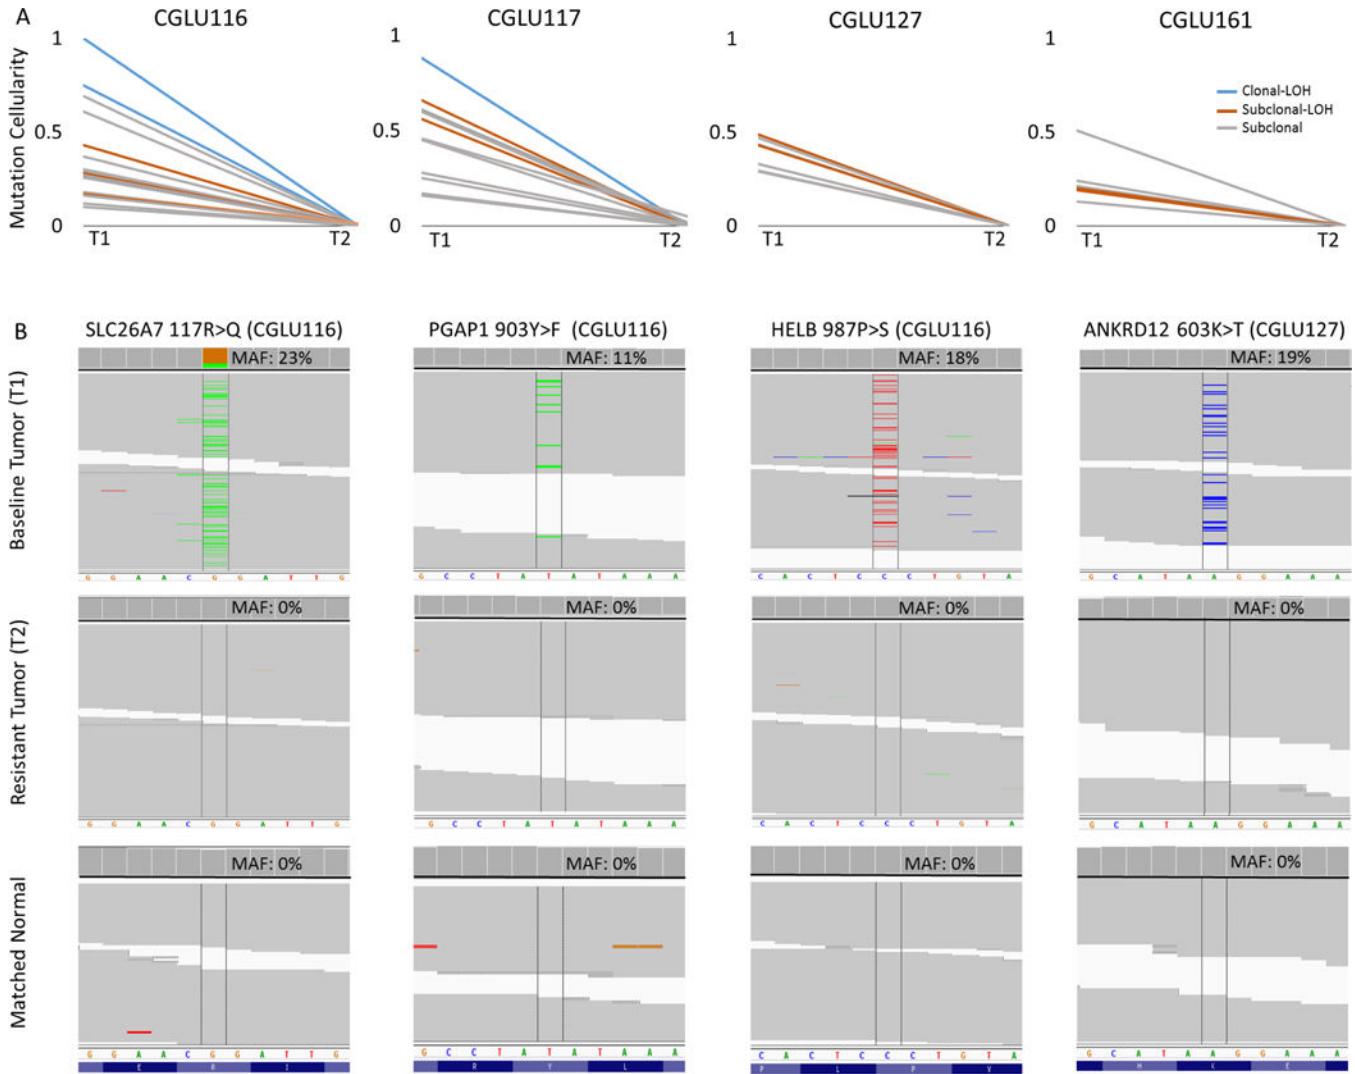 A
CGLU116 CGLU117 CGLU127 CGLU161
Mutation Cellularity
1 1 1 1
0.5 0.5 0.5 0.5
0 0 0 0
T1 T2 T1 T2 T1 T2 T1 T2
Clonal-LOH
Subclonal-LOH
Subclonal
B
SLC26A7 117R>Q (CGLU116) PGAP1 903Y>F (CGLU116) HELB 987P>S (CGLU116) ANKRD12 603K>T (CGLU127)
Baseline Tumor (T1)
MAF: 23% MAF: 11% MAF: 18% MAF: 19%
G G A A C G G A T T G G C C T A T A T A A A C A C T C C C T G T A G C A T A A G G A A A
Resistant Tumor (T2)
MAF: 0% MAF: 0% MAF: 0% MAF: 0%
G G A A C G G A T T G G C C T A T A T A A A C A C T C C C T G T A G C A T A A G G A A A
Matched Normal
MAF: 0% MAF: 0% MAF: 0% MAF: 0%
G G A A C G G A T T G G C C T A T A T A A A C A C T C C C T G T A G C A T A A G G A A A
E R I R Y L P L P V H K E